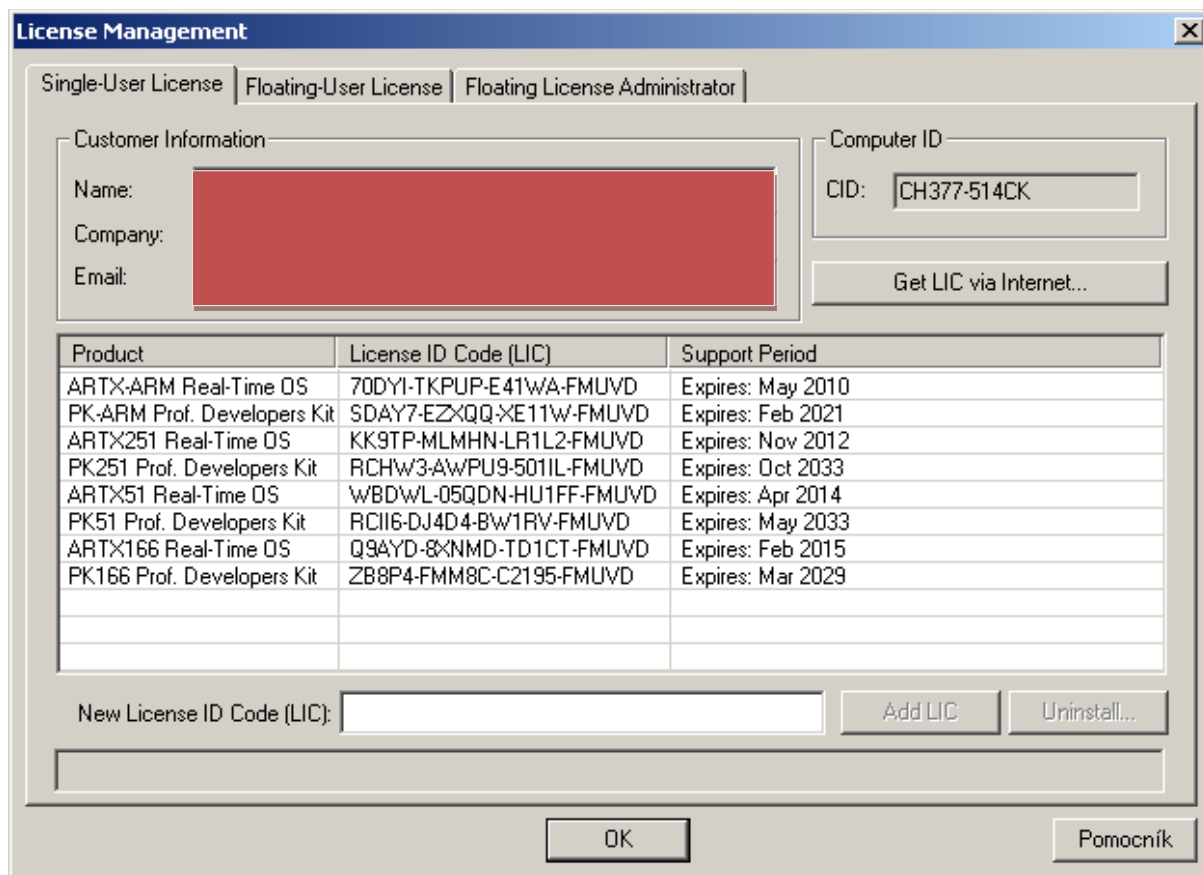 License Management
Single-User License Floating-User License Floating License Administrator
Customer Information
Name:
Company:
Email:
Computer ID
CID: CH377-514CK
Get LIC via Internet...
Product License ID Code (LIC) Support Period
ARTX-ARM Real-Time OS 70DYI-TKPUP-E41WA-FMUVD Expires: May 2010
PK-ARM Prof. Developers Kit SDAY7-EZXQQ-XE11W-FMUVD Expires: Feb 2021
ARTX251 Real-Time OS KK9TP-MLMHN-LR1L2-FMUVD Expires: Nov 2012
PK251 Prof. Developers Kit RCHW3-AWPU9-501IL-FMUVD Expires: Oct 2033
ARTX51 Real-Time OS WBDWL-05QDN-HU1FF-FMUVD Expires: Apr 2014
PK51 Prof. Developers Kit RCII6-DJ4D4-BW1RV-FMUVD Expires: May 2033
ARTX166 Real-Time OS Q9AYD-8XNMD-TD1CT-FMUVD Expires: Feb 2015
PK166 Prof. Developers Kit ZB8P4-FMM8C-C2195-FMUVD Expires: Mar 2029
New License ID Code (LIC): Add LIC Uninstall...
OK Pomocník